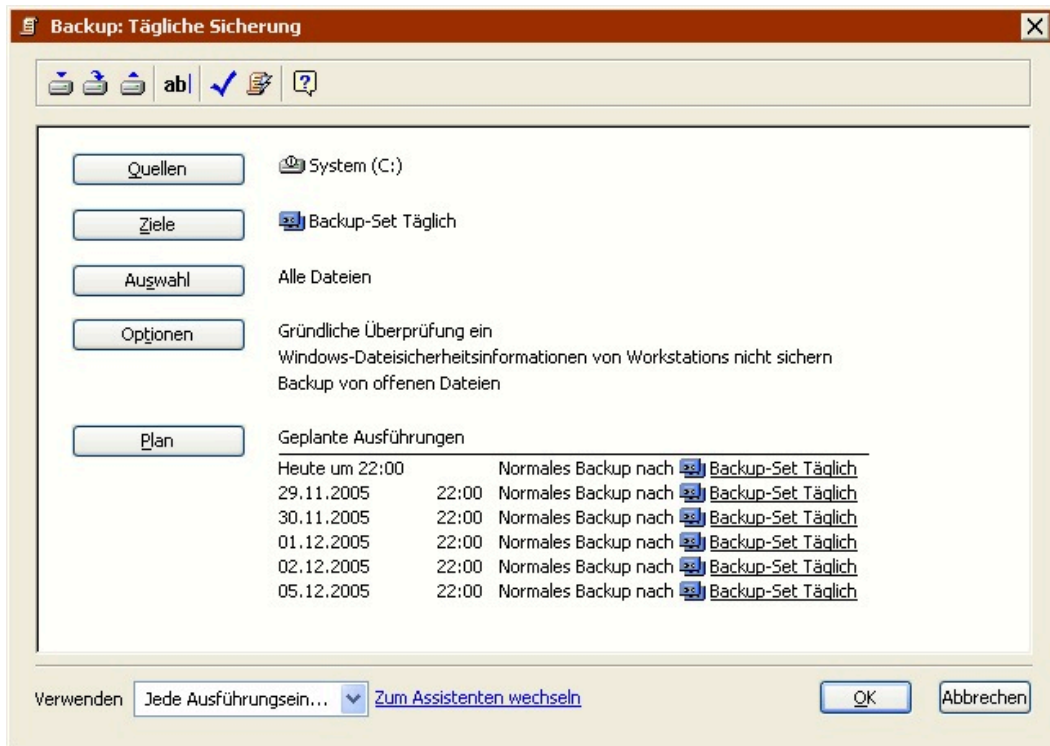 Backup: Tägliche Sicherung
ab
Quellen System (C:)
Ziele Backup-Set Täglich
Auswahl Alle Dateien
Optionen Gründliche Überprüfung ein
Windows-Dateisicherheitsinformationen von Workstations nicht sichern
Backup von offenen Dateien
Plan Geplante Ausführungen
Heute um 22:00 Normales Backup nach Backup-Set Täglich
29.11.2005 22:00 Normales Backup nach Backup-Set Täglich
30.11.2005 22:00 Normales Backup nach Backup-Set Täglich
01.12.2005 22:00 Normales Backup nach Backup-Set Täglich
02.12.2005 22:00 Normales Backup nach Backup-Set Täglich
05.12.2005 22:00 Normales Backup nach Backup-Set Täglich
Verwenden Jede Ausführungsein... Zum Assistenten wechseln OK Abbrechen